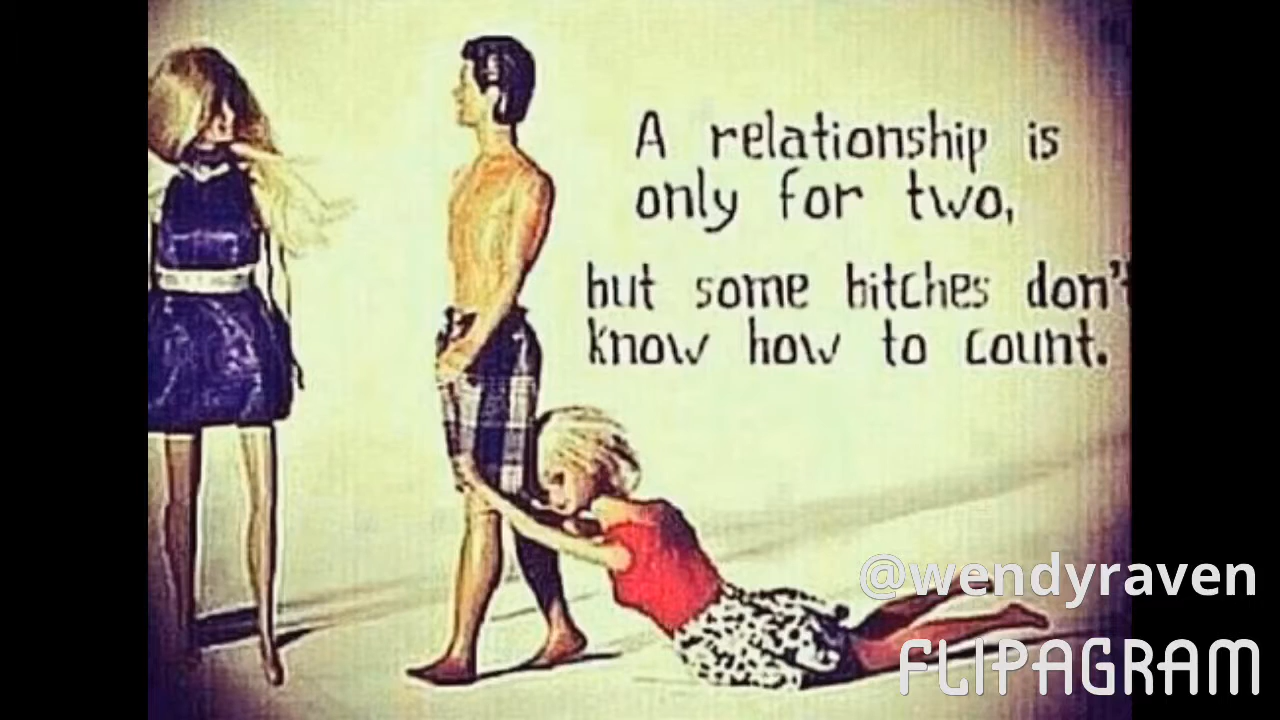 A relationship is
only for two,
but some bitches don't
know how to count.
@wendyraven
FLIPAGRAM